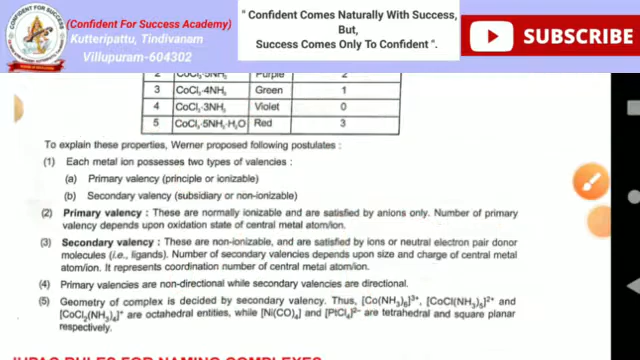 CONFIDENT FOR SUCCESS
(Confident For Success Academy)
Kutteripattu, Tindivanam
Villupuram-604302
" Confident Comes Naturally With Success,
But,
Success Comes Only To Confident ".
SUBSCRIBE
2 CoCl₃·5NH₃ Purple 2
3 CoCl₃·4NH₃ Green 1
4 CoCl₃·3NH₃ Violet 0
5 CoCl₃·5NH₃·H₂O Red 3
To explain these properties, Werner proposed following postulates :
(1) Each metal ion possesses two types of valencies :
(a) Primary valency (principle or ionizable)
(b) Secondary valency (subsidiary or non-ionizable)
(2) Primary valency : These are normally ionizable and are satisfied by anions only. Number of primary
valency depends upon oxidation state of central metal atom/ion.
(3) Secondary valency : These are non-ionizable and are satisfied by ions or neutral electron pair donor
molecules (i.e., ligands). Number of secondary valencies depends upon size and charge of central metal
atom/ion. It represents coordination number of central metal atom/ion.
(4) Primary valencies are non-directional while secondary valencies are directional.
(5) Geometry of complex is decided by secondary valency. Thus, [Co(NH₃)₆]³⁺, [CoCl(NH₃)₅]²⁺ and
[CoCl₂(NH₃)₄]⁺ are octahedral entities, while [Ni(CO)₄] and [PtCl₄]²⁻ are tetrahedral and square planar
respectively.
IUPAC RULES FOR NAMING COMPLEXES